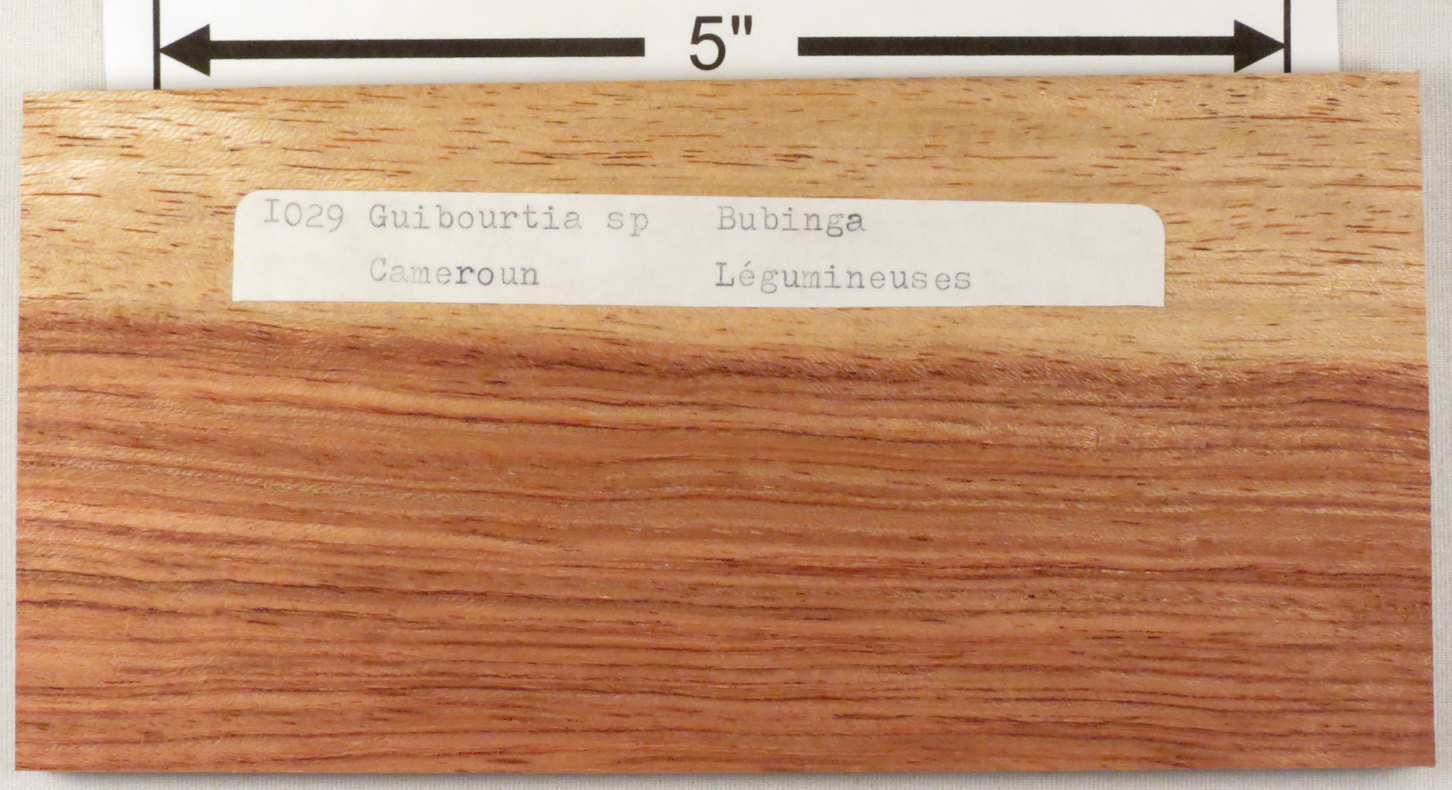 5"
I029 Guibourtia sp Bubinga
Cameroun Légumineuses